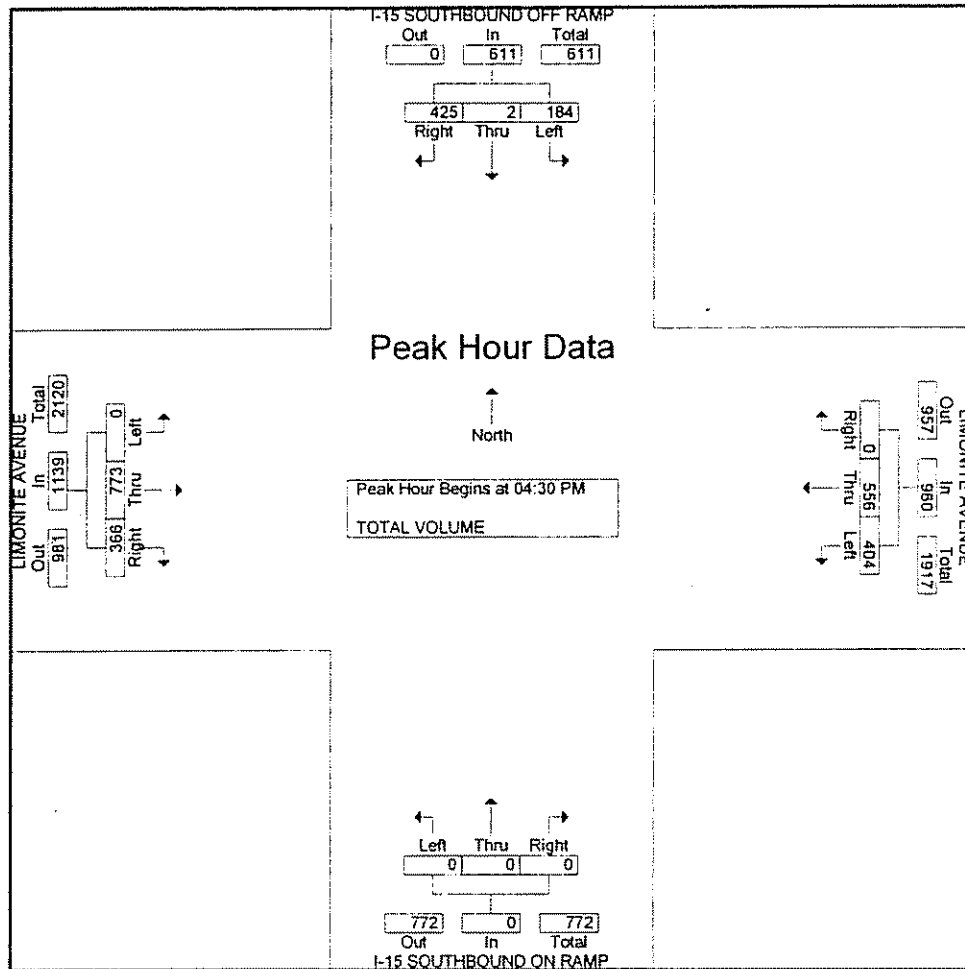 I-15 SOUTHBOUND OFF RAMP
Out In Total
0 611 611
425 2 184
Right Thru Left
Peak Hour Data
North
Peak Hour Begins at 04:30 PM
TOTAL VOLUME
LIMONITE AVENUE
Out In Total
981 1139 2120
366 773 0
Right Thru Left
LIMONITE AVENUE
Out In Total
957 960 1917
0 556 404
Right Thru Left
Left Thru Right
0 0 0
772 0 772
Out In Total
I-15 SOUTHBOUND ON RAMP